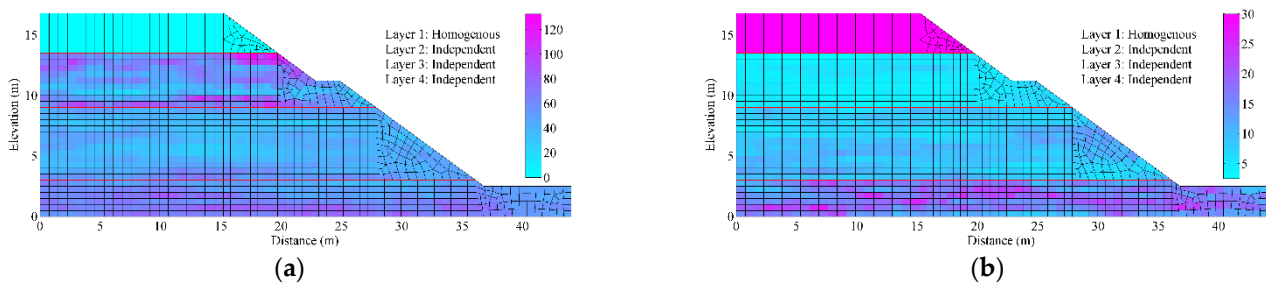 Layer 1: Homogenous
Layer 2: Independent
Layer 3: Independent
Layer 4: Independent
Elevation (m)
15
10
5
0
0 5 10 15 20 25 30 35 40
Distance (m)
120
100
80
60
40
20
0
(a)
Layer 1: Homogenous
Layer 2: Independent
Layer 3: Independent
Layer 4: Independent
Elevation (m)
15
10
5
0
0 5 10 15 20 25 30 35 40
Distance (m)
30
25
20
15
10
5
(b)